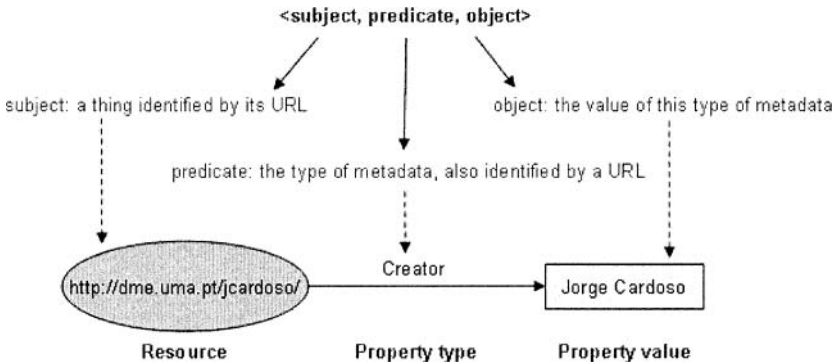 <subject, predicate, object>
subject: a thing identified by its URL
object: the value of this type of metadata
predicate: the type of metadata, also identified by a URL
Creator
http://dme.uma.pt/jcardoso/
Jorge Cardoso
Resource
Property type
Property value